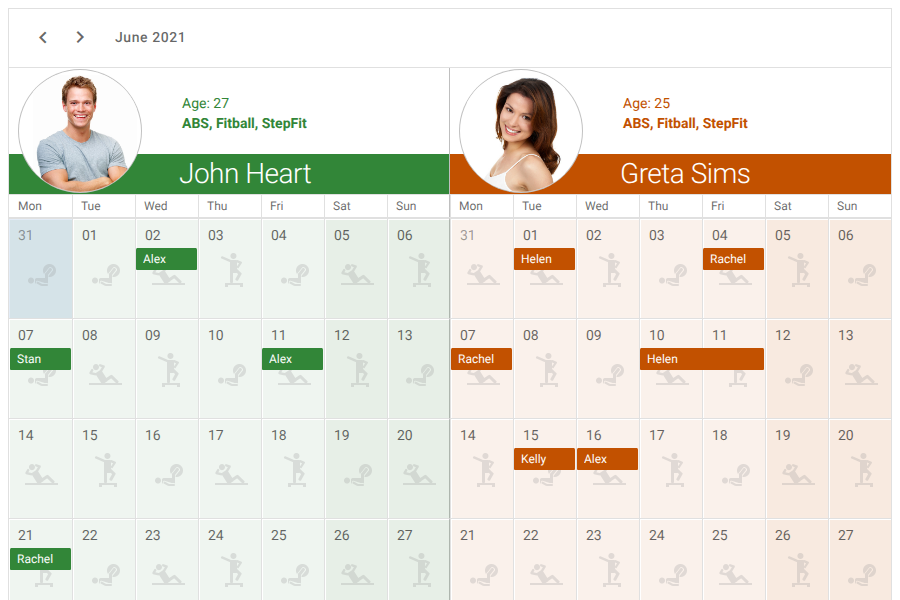 June 2021
Age: 27
ABS, Fitball, StepFit
John Heart
Age: 25
ABS, Fitball, StepFit
Greta Sims
Mon Tue Wed Thu Fri Sat Sun Mon Tue Wed Thu Fri Sat Sun
31 01 02 03 04 05 06 31 01 02 03 04 05 06
Alex Helen Rachel
07 08 09 10 11 12 13 07 08 09 10 11 12 13
Stan Alex Rachel Helen
14 15 16 17 18 19 20 14 15 16 17 18 19 20
Kelly Alex
21 22 23 24 25 26 27 21 22 23 24 25 26 27
Rachel